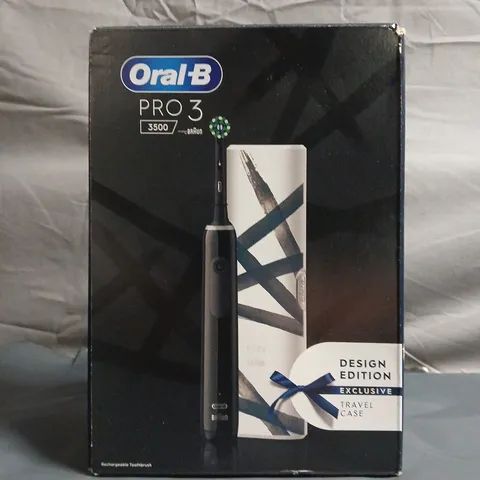 Oral-B
PRO 3
3500
BRAUN
DESIGN
EDITION
EXCLUSIVE
TRAVEL
CASE
Rechargeable Toothbrush